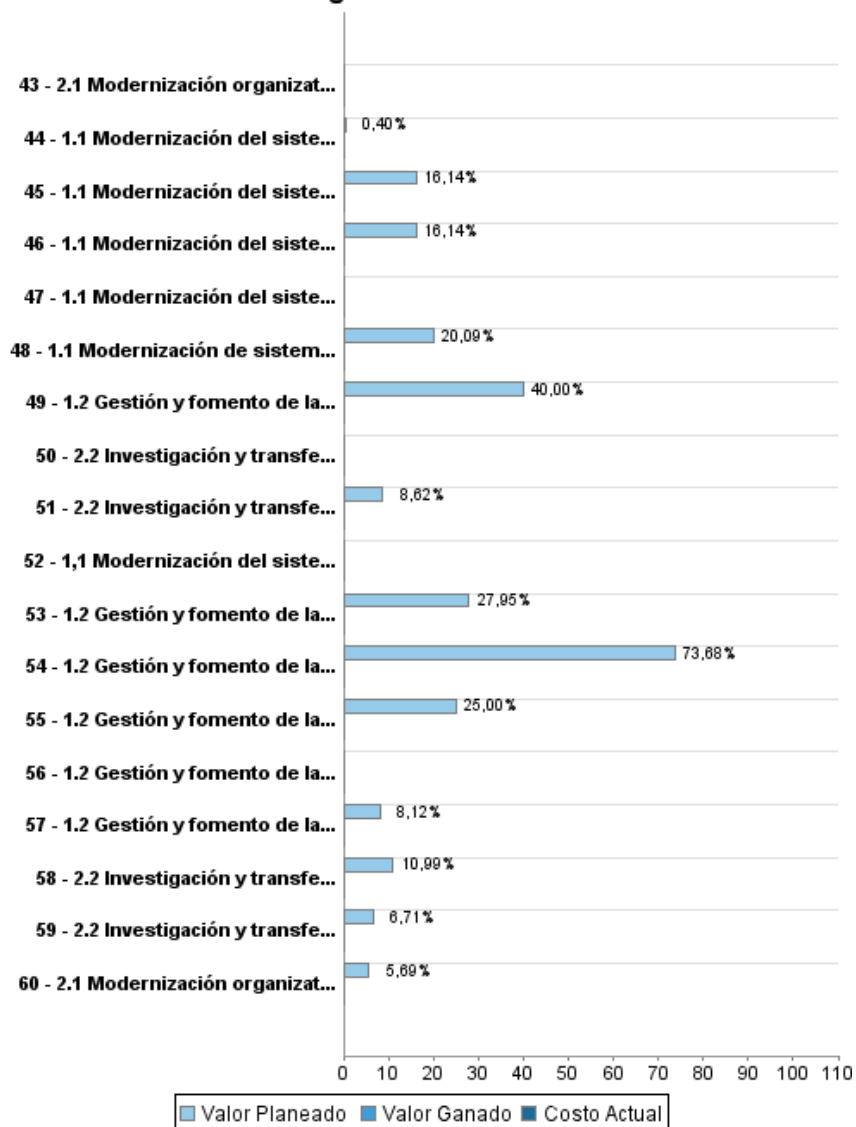 43 - 2.1 Modernización organizat...
44 - 1.1 Modernización del siste...
0,40%
45 - 1.1 Modernización del siste...
16,14%
46 - 1.1 Modernización del siste...
16,14%
47 - 1.1 Modernización del siste...
48 - 1.1 Modernización de sistem...
20,09%
49 - 1.2 Gestión y fomento de la...
40,00%
50 - 2.2 Investigación y transfe...
51 - 2.2 Investigación y transfe...
8,62%
52 - 1,1 Modernización del siste...
53 - 1.2 Gestión y fomento de la...
27,95%
54 - 1.2 Gestión y fomento de la...
73,68%
55 - 1.2 Gestión y fomento de la...
25,00%
56 - 1.2 Gestión y fomento de la...
57 - 1.2 Gestión y fomento de la...
8,12%
58 - 2.2 Investigación y transfe...
10,99%
59 - 2.2 Investigación y transfe...
6,71%
60 - 2.1 Modernización organizat...
5,69%
0 10 20 30 40 50 60 70 80 90 100 110
Valor Planeado Valor Ganado Costo Actual